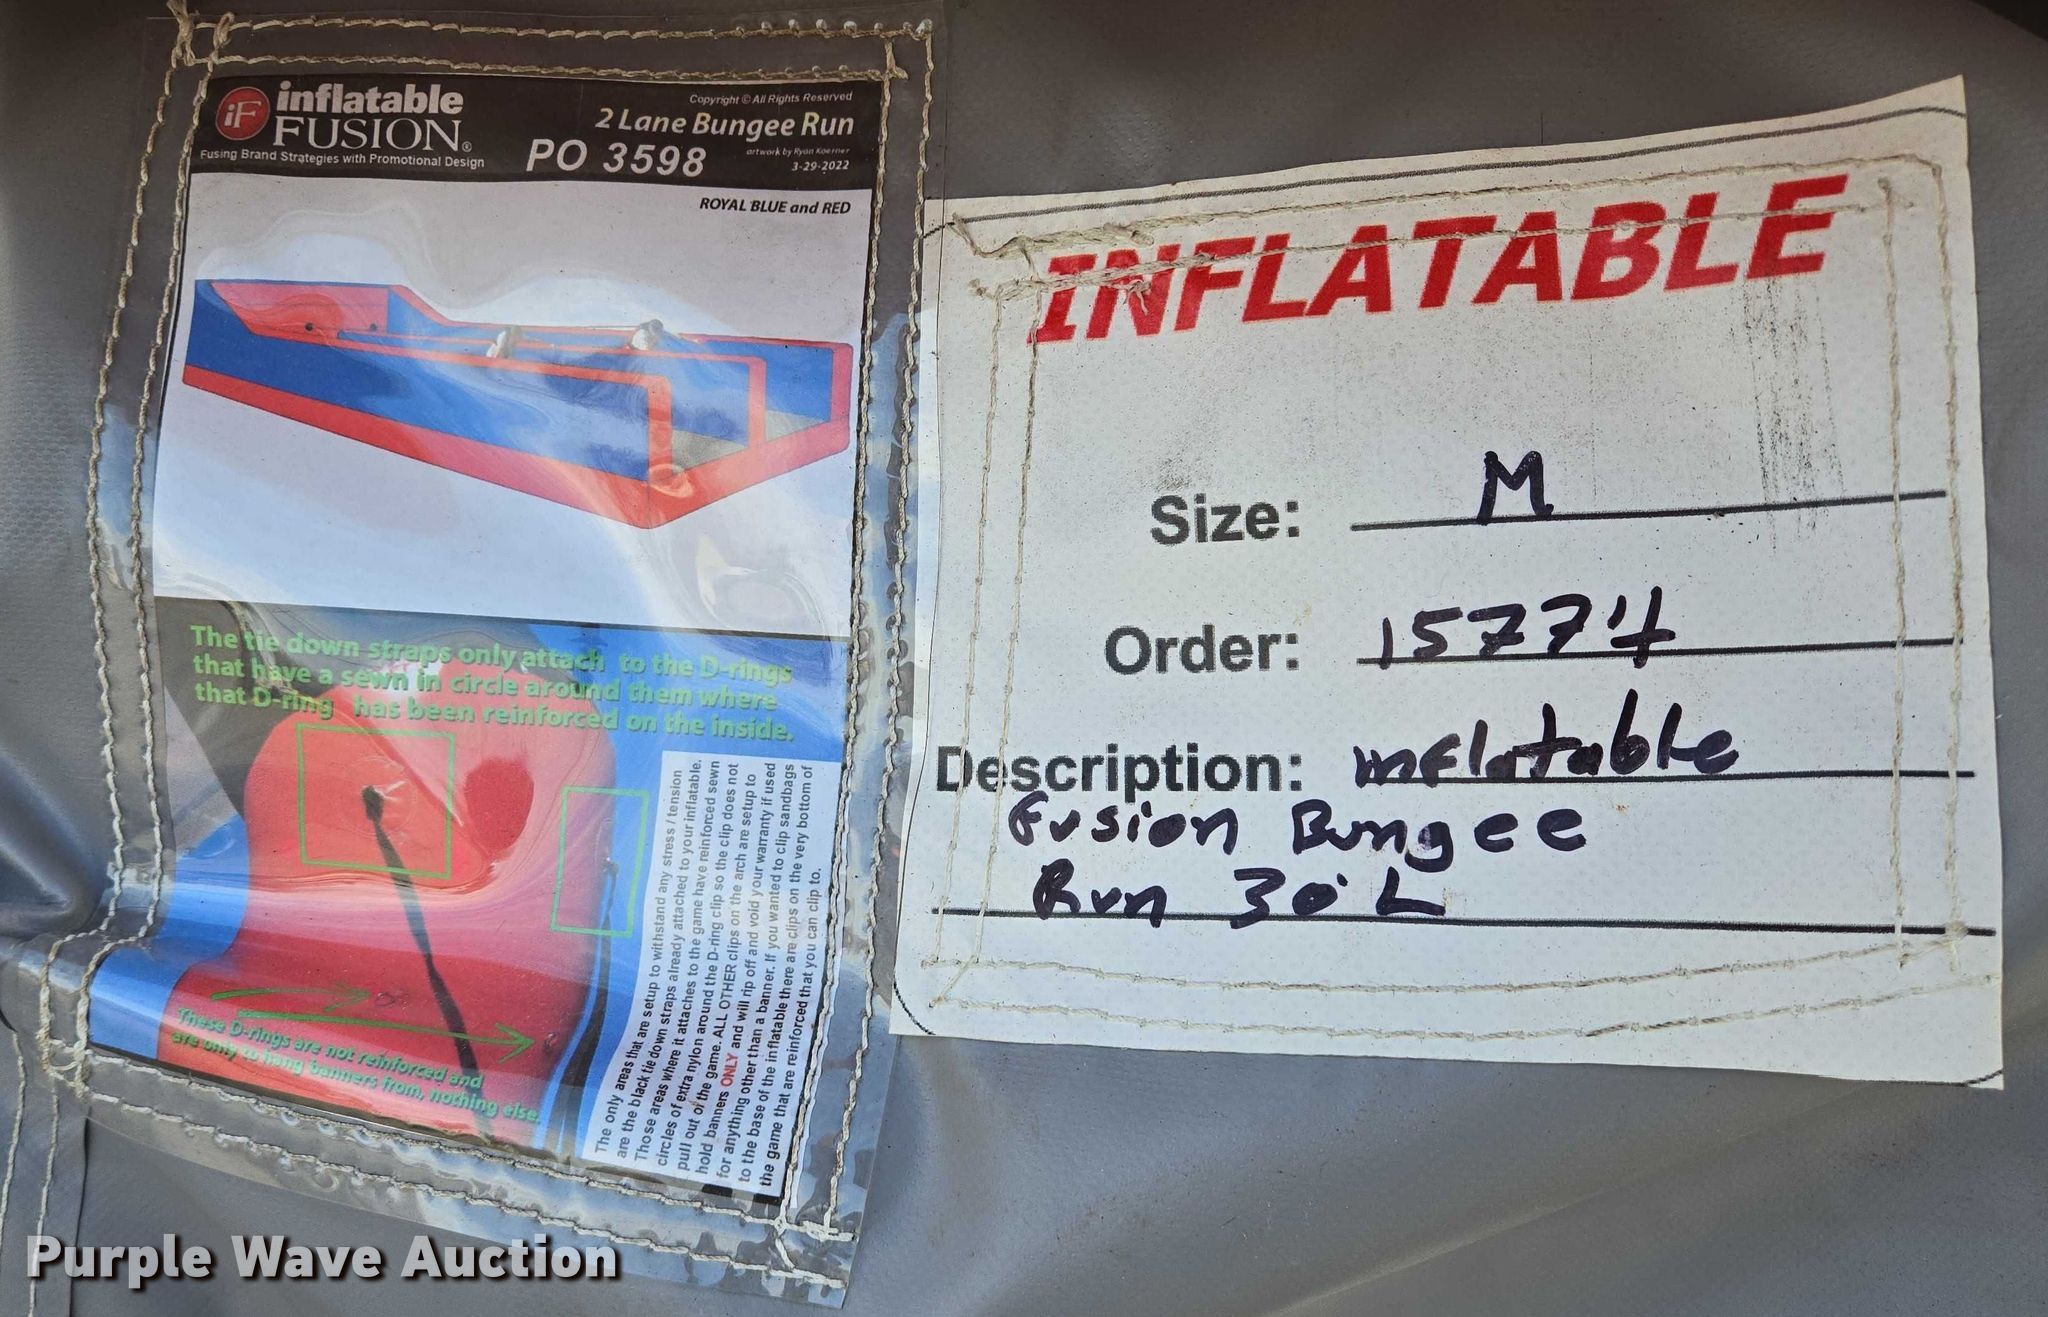 iF inflatable
FUSION®
Fusing Brand Strategies with Promotional Design
Copyright © All Rights Reserved
2 Lane Bungee Run
PO 3598
artwork by Ryan Koerner
3-29-2022
ROYAL BLUE and RED
The tie down straps only attach to the D-rings
that have a sewn in circle around them where
that D-ring has been reinforced on the inside.
These D-rings are not reinforced and
are only to hang banners from, nothing else.
The only areas that are setup to withstand any stress / tension
are the black tie down straps already attached to your inflatable.
Those areas where it attaches to the game have reinforced sewn
circles of extra nylon around the D-ring clip so the clip does not
pull out of the game. ALL OTHER clips on the arch are setup to
hold banners ONLY and will rip off and void your warranty if used
for anything other than a banner. If you wanted to clip sandbags
to the base of the inflatable there are clips on the very bottom of
the game that are reinforced that you can clip to.
INFLATABLE
Size: M
Order: 15774
Description: inflatable
Fusion Bungee
Run 30'L
Purple Wave Auction